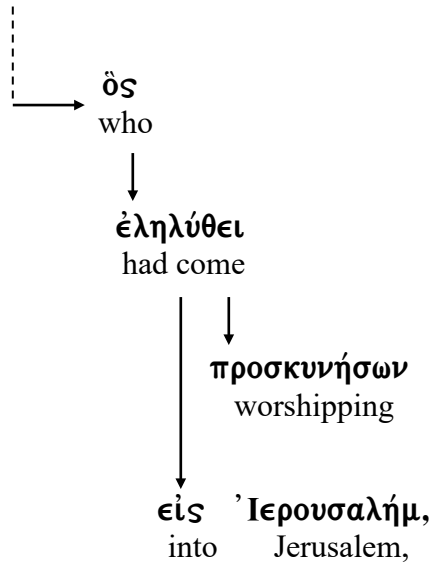 ὃς
who
ἐληλύθει
had come
προσκυνήσων
worshipping
εἰς Ἰερουσαλήμ,
into Jerusalem,